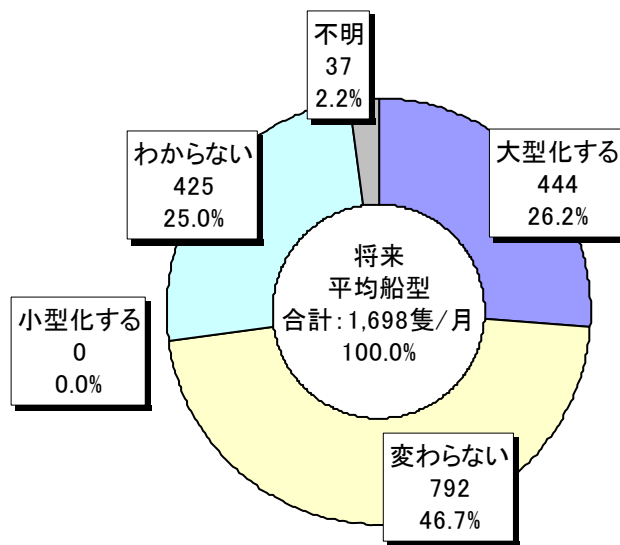 不明
37
2.2%
わからない
425
25.0%
大型化する
444
26.2%
将来
平均船型
合計：1,698隻/月
100.0%
小型化する
0
0.0%
変わらない
792
46.7%